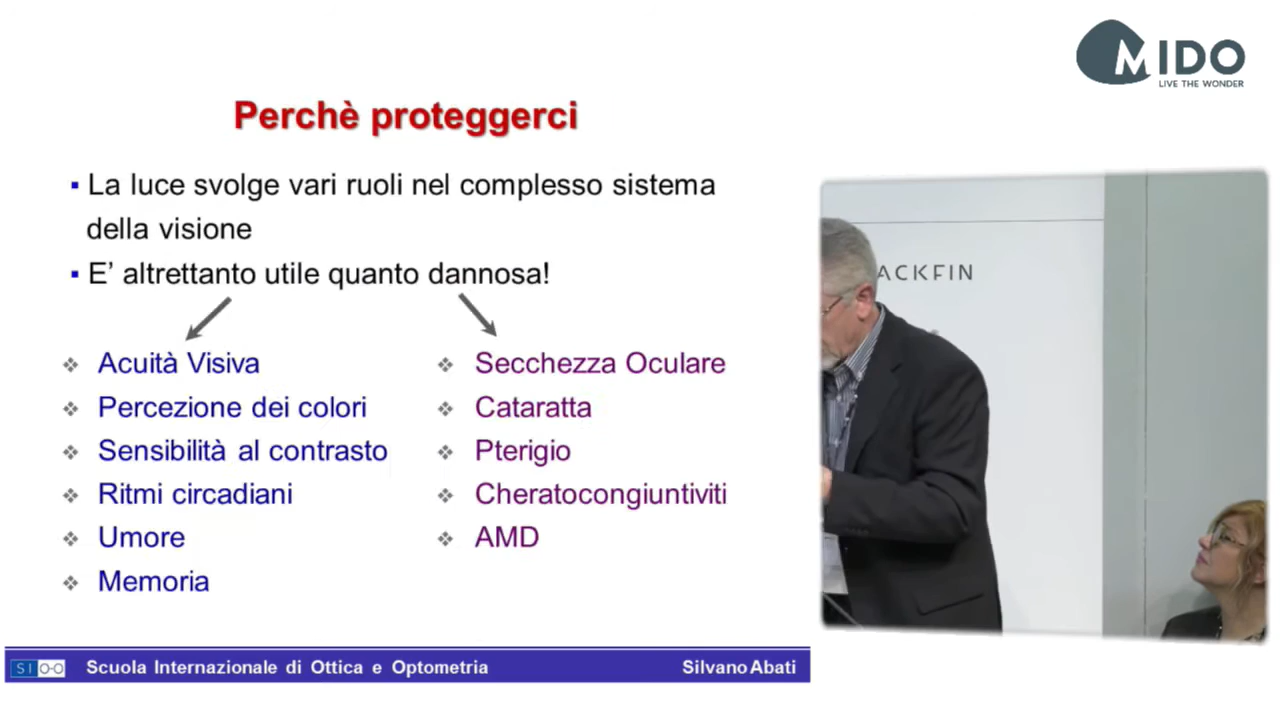 MIDO
LIVE THE WONDER
Perchè proteggerci
La luce svolge vari ruoli nel complesso sistema
della visione
E' altrettanto utile quanto dannosa!
Acuità Visiva
Percezione dei colori
Sensibilità al contrasto
Ritmi circadiani
Umore
Memoria
Secchezza Oculare
Cataratta
Pterigio
Cheratocongiuntiviti
AMD
ACKFIN
SIOO
Scuola Internazionale di Ottica e Optometria
Silvano Abati